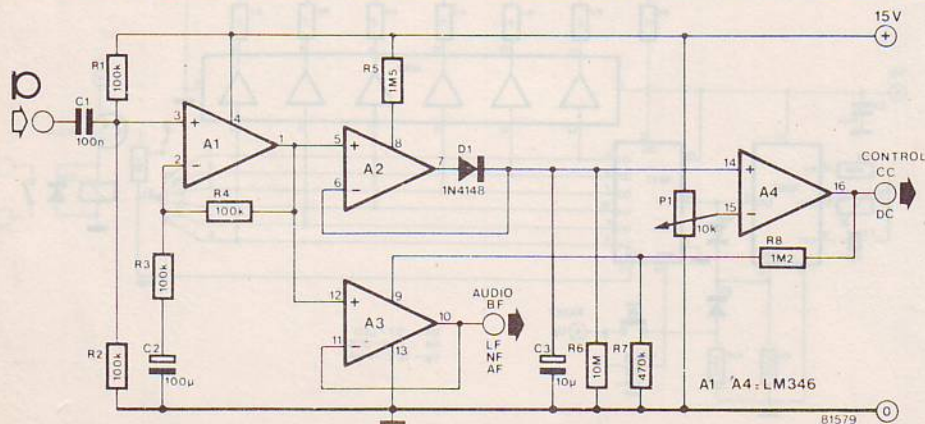 15V
+
R1
100k
C1
100n
3
+
4
A1
1
2
−
R5
1M5
8
5
+
A2
7
6
−
D1
1N4148
14
+
A4
16
15
−
CONTROL
CC
DC
P1
10k
R4
100k
R3
100k
R8
1M2
12
+
9
A3
10
11
−
13
AUDIO
BF
LF
NF
AF
R2
100k
C2
100µ
C3
10µ
R6
10M
R7
470k
A1 'A4 = LM346
0
81579